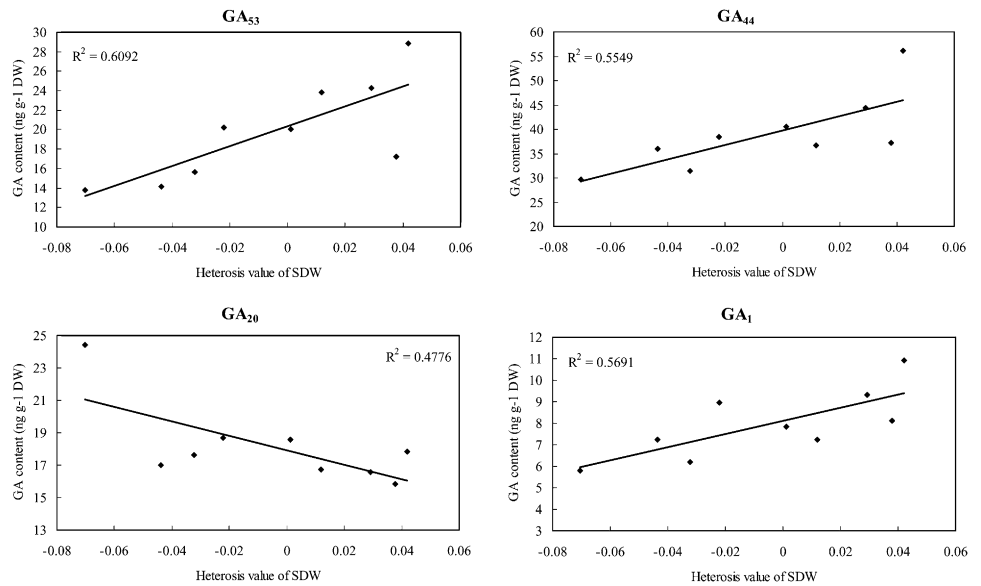 GA53
30
28
26
24
22
20
18
16
14
12
10
R2 = 0.6092
GA content (ng g-1 DW)
-0.08 -0.06 -0.04 -0.02 0 0.02 0.04 0.06
Heterosis value of SDW
GA44
60
55
50
45
40
35
30
25
20
R2 = 0.5549
GA content (ng g-1 DW)
-0.08 -0.06 -0.04 -0.02 0 0.02 0.04 0.06
Heterosis value of SDW
GA20
25
23
21
19
17
15
13
R2 = 0.4776
GA content (ng g-1 DW)
-0.08 -0.06 -0.04 -0.02 0 0.02 0.04 0.06
Heterosis value of SDW
GA1
12
11
10
9
8
7
6
5
4
3
R2 = 0.5691
GA content (ng g-1 DW)
-0.08 -0.06 -0.04 -0.02 0 0.02 0.04 0.06
Heterosis value of SDW